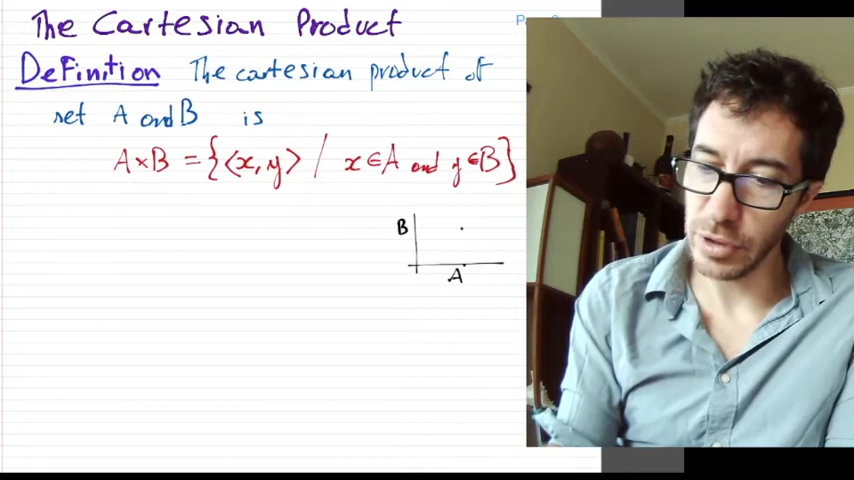 The Cartesian Product
Definition The cartesian product of
set A and B is
A×B = {<x,y> / x∈A and y∈B}
B
A